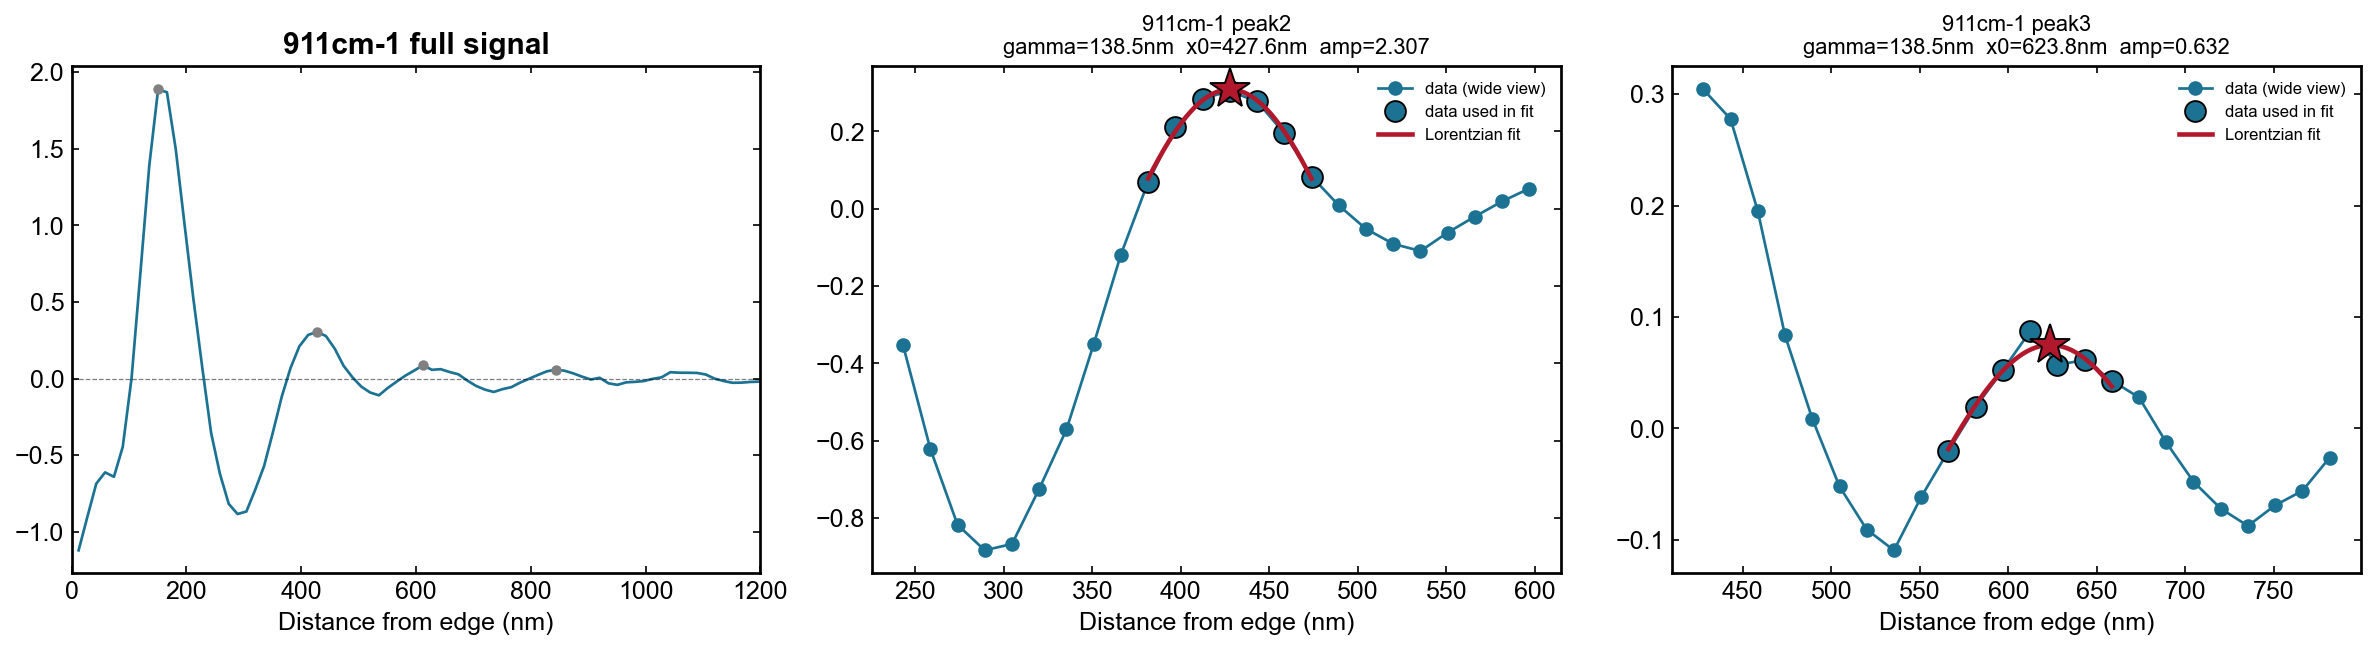 911cm-1 full signal
2.0
1.5
1.0
0.5
0.0
−0.5
−1.0
0 200 400 600 800 1000 1200
Distance from edge (nm)
911cm-1 peak2
gamma=138.5nm x0=427.6nm amp=2.307
data (wide view)
data used in fit
Lorentzian fit
0.2
0.0
−0.2
−0.4
−0.6
−0.8
250 300 350 400 450 500 550 600
Distance from edge (nm)
911cm-1 peak3
gamma=138.5nm x0=623.8nm amp=0.632
data (wide view)
data used in fit
Lorentzian fit
0.3
0.2
0.1
0.0
−0.1
450 500 550 600 650 700 750
Distance from edge (nm)